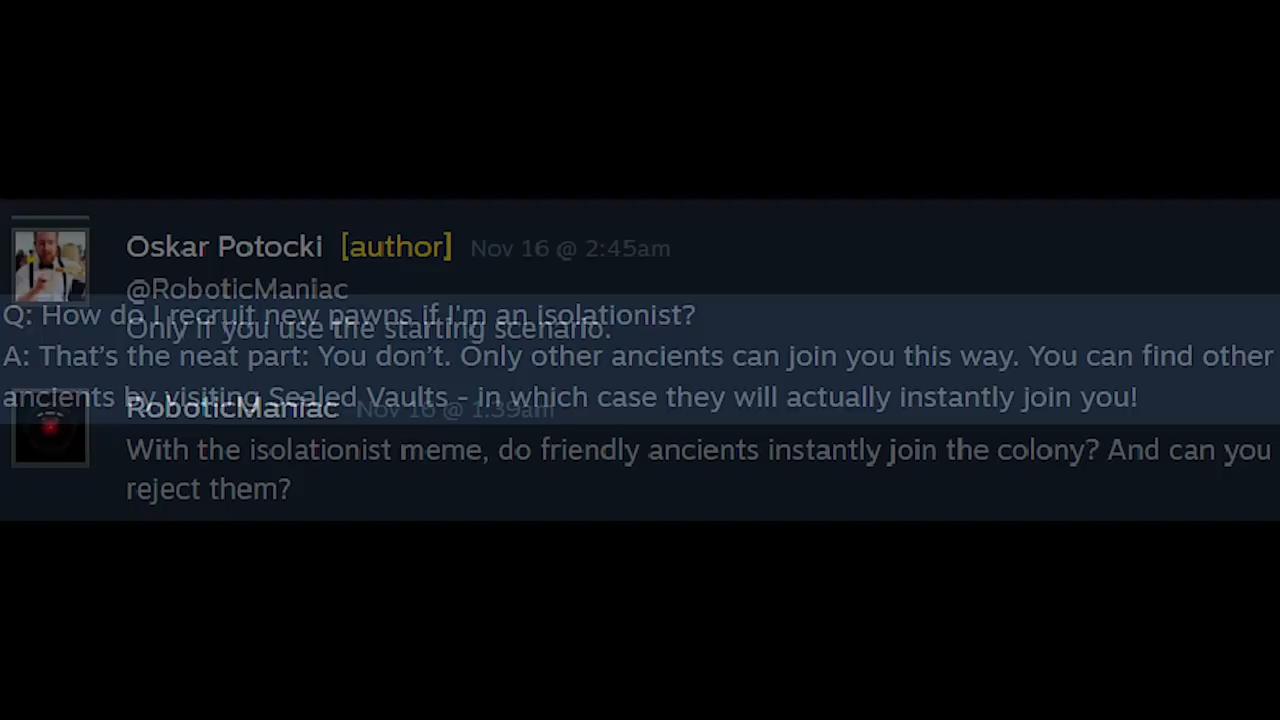 Oskar Potocki [author] Nov 16 @ 2:45am
@RoboticManiac
Q: How do I recruit new pawns if I'm an isolationist?
Only if you use the starting scenario.
A: That's the neat part: You don't. Only other ancients can join you this way. You can find other
ancients by visiting Sealed Vaults - in which case they will actually instantly join you!
RoboticManiac Nov 16 @ 1:39am
With the isolationist meme, do friendly ancients instantly join the colony? And can you
reject them?